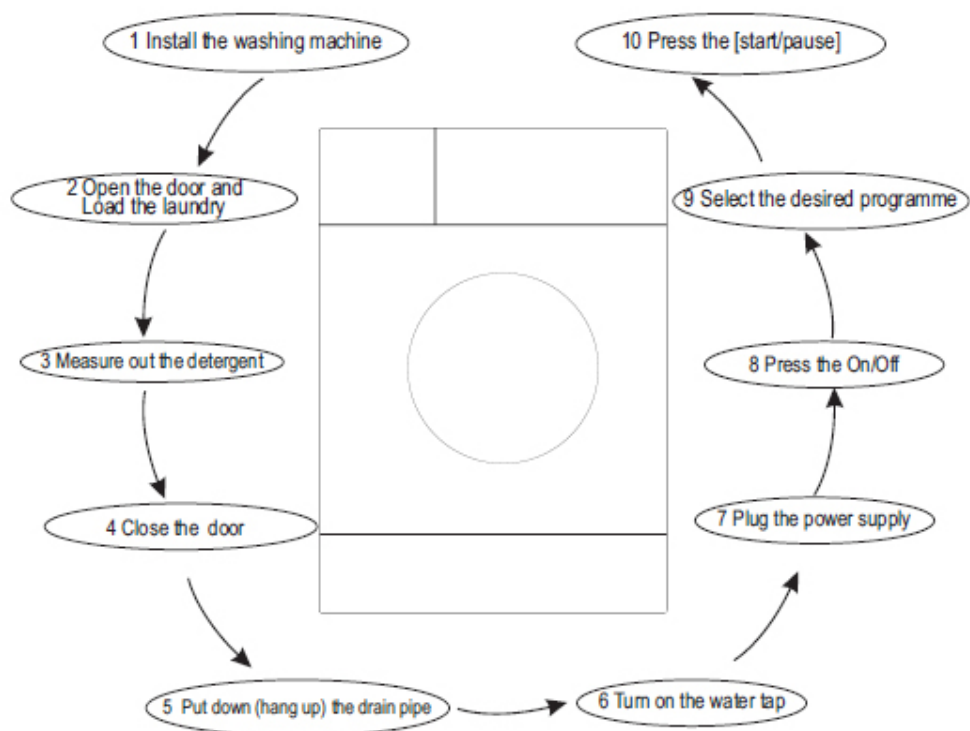 1 Install the washing machine
2 Open the door and
Load the laundry
3 Measure out the detergent
4 Close the door
5 Put down (hang up) the drain pipe
6 Turn on the water tap
7 Plug the power supply
8 Press the On/Off
9 Select the desired programme
10 Press the [start/pause]